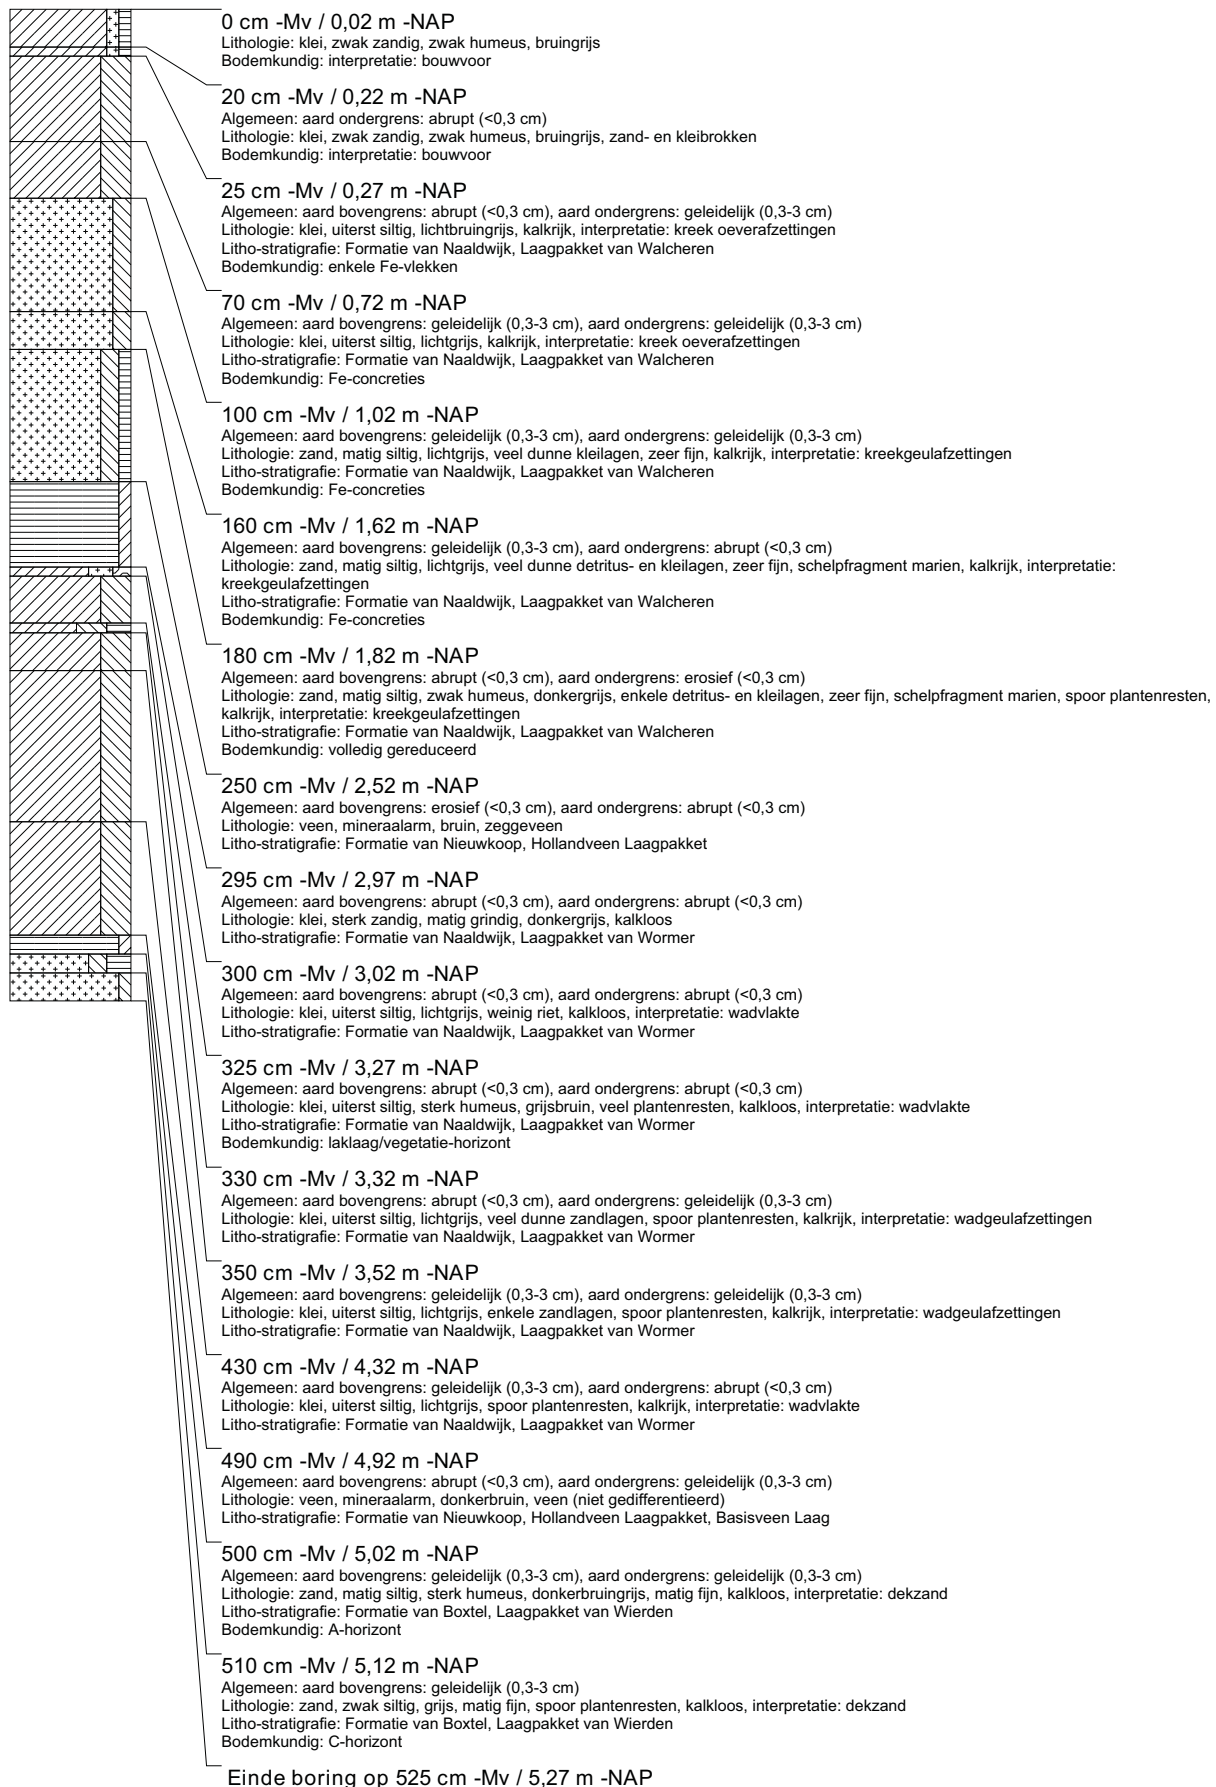 0 cm -Mv / 0,02 m -NAP
Lithologie: klei, zwak zandig, zwak humeus, bruingrijs
Bodemkundig: interpretatie: bouwvoor
20 cm -Mv / 0,22 m -NAP
Algemeen: aard ondergrens: abrupt (<0,3 cm)
Lithologie: klei, zwak zandig, zwak humeus, bruingrijs, zand- en kleibrokken
Bodemkundig: interpretatie: bouwvoor
25 cm -Mv / 0,27 m -NAP
Algemeen: aard bovengrens: abrupt (<0,3 cm), aard ondergrens: geleidelijk (0,3-3 cm)
Lithologie: klei, uiterst siltig, lichtbruingrijs, kalkrijk, interpretatie: kreek oeverafzettingen
Litho-stratigrafie: Formatie van Naaldwijk, Laagpakket van Walcheren
Bodemkundig: enkele Fe-vlekken
70 cm -Mv / 0,72 m -NAP
Algemeen: aard bovengrens: geleidelijk (0,3-3 cm), aard ondergrens: geleidelijk (0,3-3 cm)
Lithologie: klei, uiterst siltig, lichtgrijs, kalkrijk, interpretatie: kreek oeverafzettingen
Litho-stratigrafie: Formatie van Naaldwijk, Laagpakket van Walcheren
Bodemkundig: Fe-concreties
100 cm -Mv / 1,02 m -NAP
Algemeen: aard bovengrens: geleidelijk (0,3-3 cm), aard ondergrens: geleidelijk (0,3-3 cm)
Lithologie: zand, matig siltig, lichtgrijs, veel dunne kleilagen, zeer fijn, kalkrijk, interpretatie: kreekgeulafzettingen
Litho-stratigrafie: Formatie van Naaldwijk, Laagpakket van Walcheren
Bodemkundig: Fe-concreties
160 cm -Mv / 1,62 m -NAP
Algemeen: aard bovengrens: geleidelijk (0,3-3 cm), aard ondergrens: abrupt (<0,3 cm)
Lithologie: zand, matig siltig, lichtgrijs, veel dunne detritus- en kleilagen, zeer fijn, schelpfragment marien, kalkrijk, interpretatie:
kreekgeulafzettingen
Litho-stratigrafie: Formatie van Naaldwijk, Laagpakket van Walcheren
Bodemkundig: Fe-concreties
180 cm -Mv / 1,82 m -NAP
Algemeen: aard bovengrens: abrupt (<0,3 cm), aard ondergrens: erosief (<0,3 cm)
Lithologie: zand, matig siltig, zwak humeus, donkergrijs, enkele detritus- en kleilagen, zeer fijn, schelpfragment marien, spoor plantenresten,
kalkrijk, interpretatie: kreekgeulafzettingen
Litho-stratigrafie: Formatie van Naaldwijk, Laagpakket van Walcheren
Bodemkundig: volledig gereduceerd
250 cm -Mv / 2,52 m -NAP
Algemeen: aard bovengrens: erosief (<0,3 cm), aard ondergrens: abrupt (<0,3 cm)
Lithologie: veen, mineraalarm, bruin, zeggeveen
Litho-stratigrafie: Formatie van Nieuwkoop, Hollandveen Laagpakket
295 cm -Mv / 2,97 m -NAP
Algemeen: aard bovengrens: abrupt (<0,3 cm), aard ondergrens: abrupt (<0,3 cm)
Lithologie: klei, sterk zandig, matig grindig, donkergrijs, kalkloos
Litho-stratigrafie: Formatie van Naaldwijk, Laagpakket van Wormer
300 cm -Mv / 3,02 m -NAP
Algemeen: aard bovengrens: abrupt (<0,3 cm), aard ondergrens: abrupt (<0,3 cm)
Lithologie: klei, uiterst siltig, lichtgrijs, weinig riet, kalkloos, interpretatie: wadvlakte
Litho-stratigrafie: Formatie van Naaldwijk, Laagpakket van Wormer
325 cm -Mv / 3,27 m -NAP
Algemeen: aard bovengrens: abrupt (<0,3 cm), aard ondergrens: abrupt (<0,3 cm)
Lithologie: klei, uiterst siltig, sterk humeus, grijsbruin, veel plantenresten, kalkloos, interpretatie: wadvlakte
Litho-stratigrafie: Formatie van Naaldwijk, Laagpakket van Wormer
Bodemkundig: laklaag/vegetatie-horizont
330 cm -Mv / 3,32 m -NAP
Algemeen: aard bovengrens: abrupt (<0,3 cm), aard ondergrens: geleidelijk (0,3-3 cm)
Lithologie: klei, uiterst siltig, lichtgrijs, veel dunne zandlagen, spoor plantenresten, kalkrijk, interpretatie: wadgeulafzettingen
Litho-stratigrafie: Formatie van Naaldwijk, Laagpakket van Wormer
350 cm -Mv / 3,52 m -NAP
Algemeen: aard bovengrens: geleidelijk (0,3-3 cm), aard ondergrens: geleidelijk (0,3-3 cm)
Lithologie: klei, uiterst siltig, lichtgrijs, enkele zandlagen, spoor plantenresten, kalkrijk, interpretatie: wadgeulafzettingen
Litho-stratigrafie: Formatie van Naaldwijk, Laagpakket van Wormer
430 cm -Mv / 4,32 m -NAP
Algemeen: aard bovengrens: geleidelijk (0,3-3 cm), aard ondergrens: abrupt (<0,3 cm)
Lithologie: klei, uiterst siltig, lichtgrijs, spoor plantenresten, kalkrijk, interpretatie: wadvlakte
Litho-stratigrafie: Formatie van Naaldwijk, Laagpakket van Wormer
490 cm -Mv / 4,92 m -NAP
Algemeen: aard bovengrens: abrupt (<0,3 cm), aard ondergrens: geleidelijk (0,3-3 cm)
Lithologie: veen, mineraalarm, donkerbruin, veen (niet gedifferentieerd)
Litho-stratigrafie: Formatie van Nieuwkoop, Hollandveen Laagpakket, Basisveen Laag
500 cm -Mv / 5,02 m -NAP
Algemeen: aard bovengrens: geleidelijk (0,3-3 cm), aard ondergrens: geleidelijk (0,3-3 cm)
Lithologie: zand, matig siltig, sterk humeus, donkerbruingrijs, matig fijn, kalkloos, interpretatie: dekzand
Litho-stratigrafie: Formatie van Boxtel, Laagpakket van Wierden
Bodemkundig: A-horizont
510 cm -Mv / 5,12 m -NAP
Algemeen: aard bovengrens: geleidelijk (0,3-3 cm)
Lithologie: zand, zwak siltig, grijs, matig fijn, spoor plantenresten, kalkloos, interpretatie: dekzand
Litho-stratigrafie: Formatie van Boxtel, Laagpakket van Wierden
Bodemkundig: C-horizont
Einde boring op 525 cm -Mv / 5,27 m -NAP